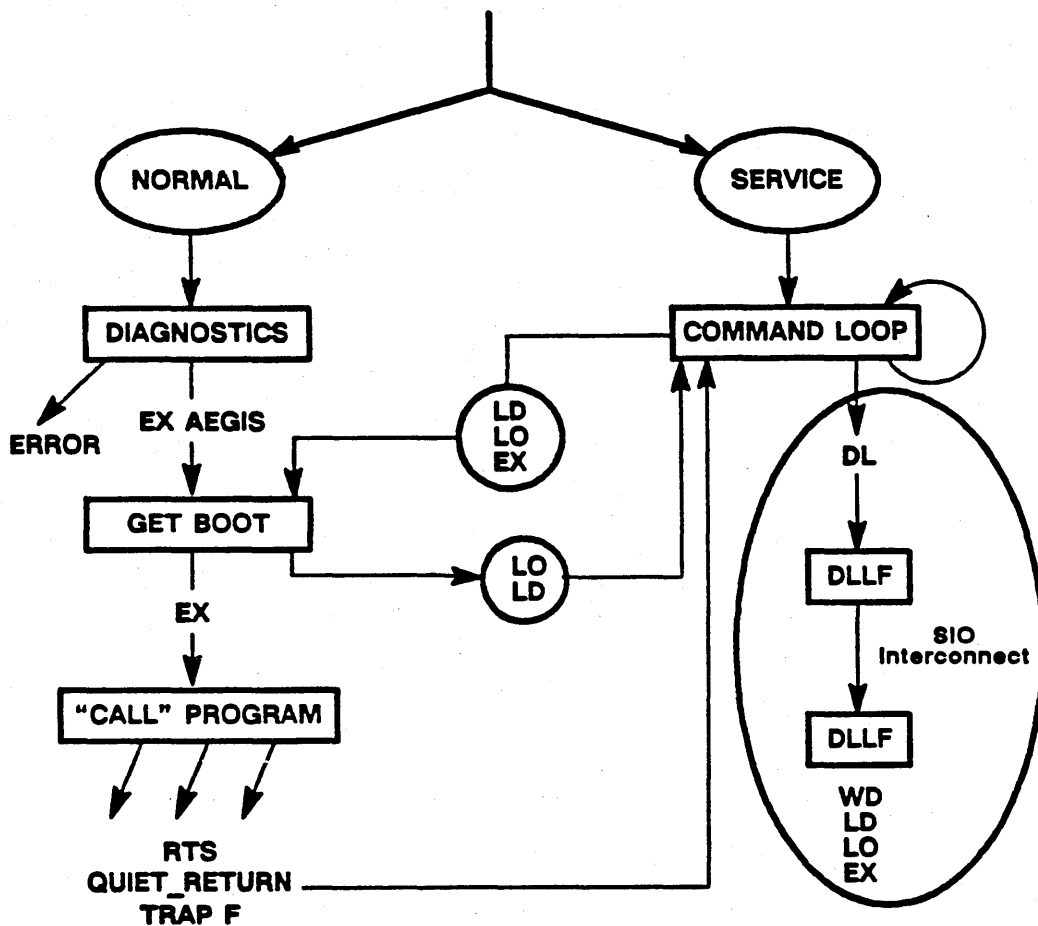 NORMAL
SERVICE
DIAGNOSTICS
COMMAND LOOP
ERROR
EX AEGIS
LD
LO
EX
DL
GET BOOT
LO
LD
DLLF
EX
SIO
Interconnect
"CALL" PROGRAM
DLLF
WD
LD
LO
EX
RTS
QUIET_RETURN
TRAP F